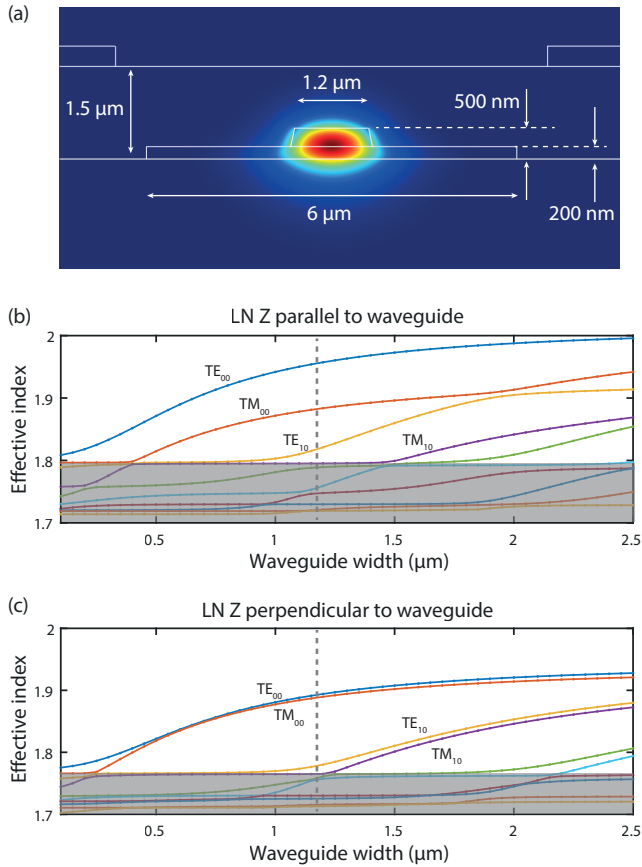 (a)
1.2 µm
500 nm
1.5 µm
6 µm
200 nm
(b)
LN Z parallel to waveguide
2
1.9
1.8
1.7
Effective index
TE₀₀
TM₀₀
TE₁₀
TM₁₀
0.5
1
1.5
2
2.5
Waveguide width (µm)
(c)
LN Z perpendicular to waveguide
2
1.9
1.8
1.7
Effective index
TE₀₀
TM₀₀
TE₁₀
TM₁₀
0.5
1
1.5
2
2.5
Waveguide width (µm)